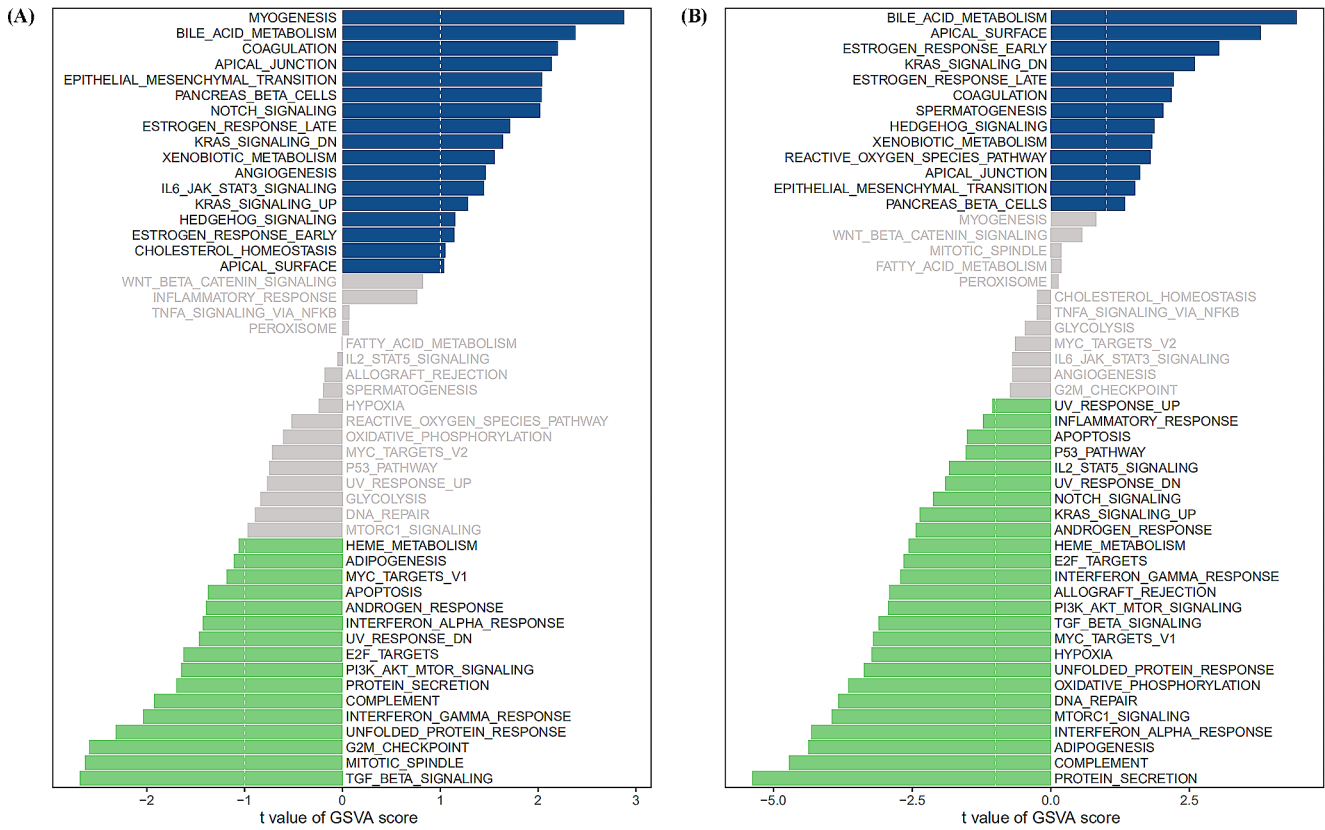 (A)
MYOGENESIS
BILE_ACID_METABOLISM
COAGULATION
APICAL_JUNCTION
EPITHELIAL_MESENCHYMAL_TRANSITION
PANCREAS_BETA_CELLS
NOTCH_SIGNALING
ESTROGEN_RESPONSE_LATE
KRAS_SIGNALING_DN
XENOBIOTIC_METABOLISM
ANGIOGENESIS
IL6_JAK_STAT3_SIGNALING
KRAS_SIGNALING_UP
HEDGEHOG_SIGNALING
ESTROGEN_RESPONSE_EARLY
CHOLESTEROL_HOMEOSTASIS
APICAL_SURFACE
WNT_BETA_CATENIN_SIGNALING
INFLAMMATORY_RESPONSE
TNFA_SIGNALING_VIA_NFKB
PEROXISOME
FATTY_ACID_METABOLISM
IL2_STAT5_SIGNALING
ALLOGRAFT_REJECTION
SPERMATOGENESIS
HYPOXIA
REACTIVE_OXYGEN_SPECIES_PATHWAY
OXIDATIVE_PHOSPHORYLATION
MYC_TARGETS_V2
P53_PATHWAY
UV_RESPONSE_UP
GLYCOLYSIS
DNA_REPAIR
MTORC1_SIGNALING
HEME_METABOLISM
ADIPOGENESIS
MYC_TARGETS_V1
APOPTOSIS
ANDROGEN_RESPONSE
INTERFERON_ALPHA_RESPONSE
UV_RESPONSE_DN
E2F_TARGETS
PI3K_AKT_MTOR_SIGNALING
PROTEIN_SECRETION
COMPLEMENT
INTERFERON_GAMMA_RESPONSE
UNFOLDED_PROTEIN_RESPONSE
G2M_CHECKPOINT
MITOTIC_SPINDLE
TGF_BETA_SIGNALING
−2 −1 0 1 2 3
t value of GSVA score
(B)
BILE_ACID_METABOLISM
APICAL_SURFACE
ESTROGEN_RESPONSE_EARLY
KRAS_SIGNALING_DN
ESTROGEN_RESPONSE_LATE
COAGULATION
SPERMATOGENESIS
HEDGEHOG_SIGNALING
XENOBIOTIC_METABOLISM
REACTIVE_OXYGEN_SPECIES_PATHWAY
APICAL_JUNCTION
EPITHELIAL_MESENCHYMAL_TRANSITION
PANCREAS_BETA_CELLS
MYOGENESIS
WNT_BETA_CATENIN_SIGNALING
MITOTIC_SPINDLE
FATTY_ACID_METABOLISM
PEROXISOME
CHOLESTEROL_HOMEOSTASIS
TNFA_SIGNALING_VIA_NFKB
GLYCOLYSIS
MYC_TARGETS_V2
IL6_JAK_STAT3_SIGNALING
ANGIOGENESIS
G2M_CHECKPOINT
UV_RESPONSE_UP
INFLAMMATORY_RESPONSE
APOPTOSIS
P53_PATHWAY
IL2_STAT5_SIGNALING
UV_RESPONSE_DN
NOTCH_SIGNALING
KRAS_SIGNALING_UP
ANDROGEN_RESPONSE
HEME_METABOLISM
E2F_TARGETS
INTERFERON_GAMMA_RESPONSE
ALLOGRAFT_REJECTION
PI3K_AKT_MTOR_SIGNALING
TGF_BETA_SIGNALING
MYC_TARGETS_V1
HYPOXIA
UNFOLDED_PROTEIN_RESPONSE
OXIDATIVE_PHOSPHORYLATION
DNA_REPAIR
MTORC1_SIGNALING
INTERFERON_ALPHA_RESPONSE
ADIPOGENESIS
COMPLEMENT
PROTEIN_SECRETION
−5.0 −2.5 0.0 2.5
t value of GSVA score